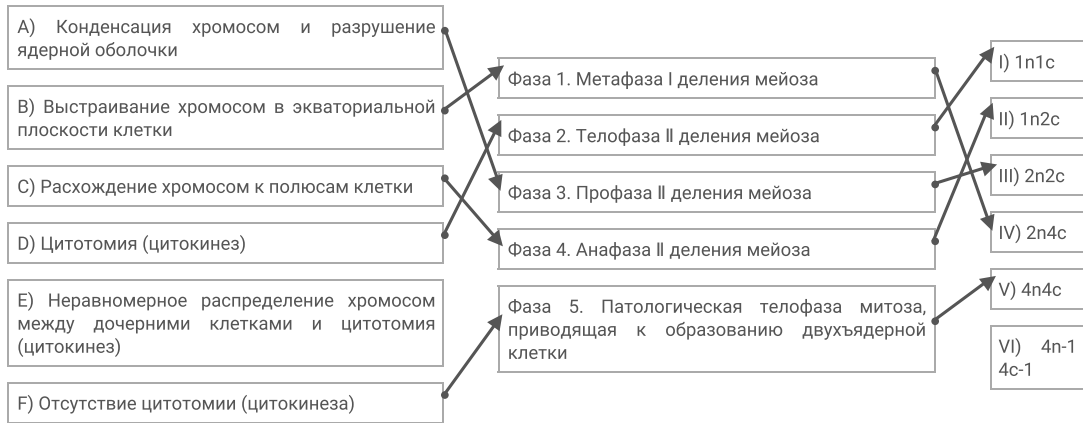 A) Конденсация хромосом и разрушение
ядерной оболочки
B) Выстраивание хромосом в экваториальной
плоскости клетки
C) Расхождение хромосом к полюсам клетки
D) Цитотомия (цитокинез)
E) Неравномерное распределение хромосом
между дочерними клетками и цитотомия
(цитокинез)
F) Отсутствие цитотомии (цитокинеза)
Фаза 1. Метафаза I деления мейоза
Фаза 2. Телофаза II деления мейоза
Фаза 3. Профаза II деления мейоза
Фаза 4. Анафаза II деления мейоза
Фаза 5. Патологическая телофаза митоза,
приводящая к образованию двухъядерной
клетки
I) 1n1c
II) 1n2c
III) 2n2c
IV) 2n4c
V) 4n4c
VI) 4n-1
4c-1